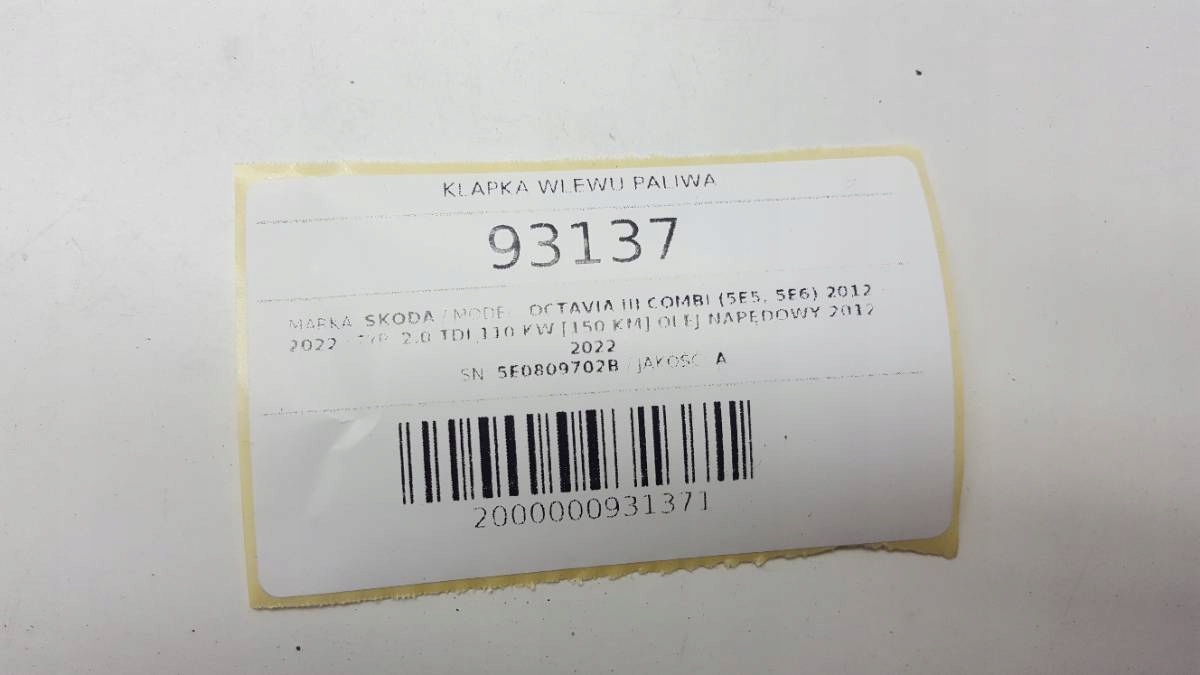 KLAPKA WLEWU PALIWA
93137
MARKA SKODA / MODEL OCTAVIA III COMBI (5E5, 5E6) 2012 -
2022 TYP 2.0 TDI 110 KW [150 KM] OLEJ NAPĘDOWY 2012 -
2022
SN 5E0809702B / JAKOŚĆ A
2000000931371